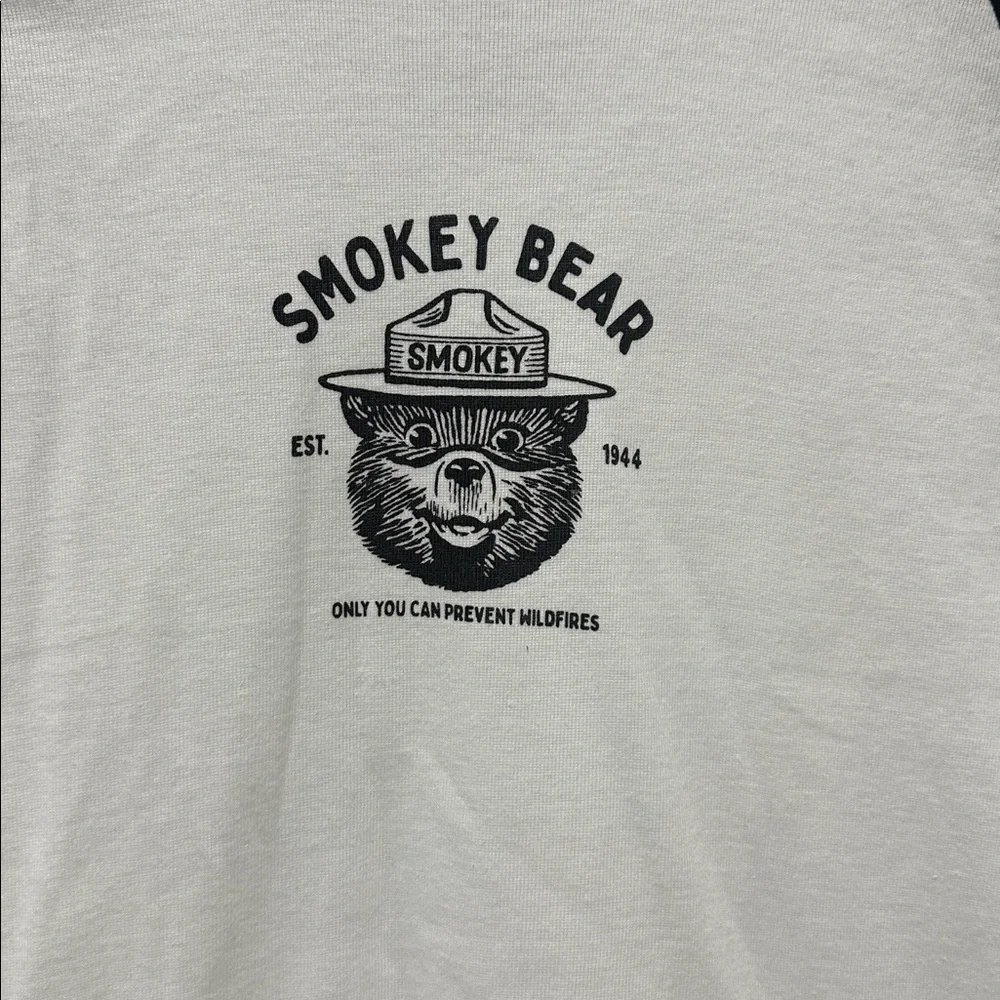 SMOKEY BEAR
SMOKEY
EST. 1944
ONLY YOU CAN PREVENT WILDFIRES